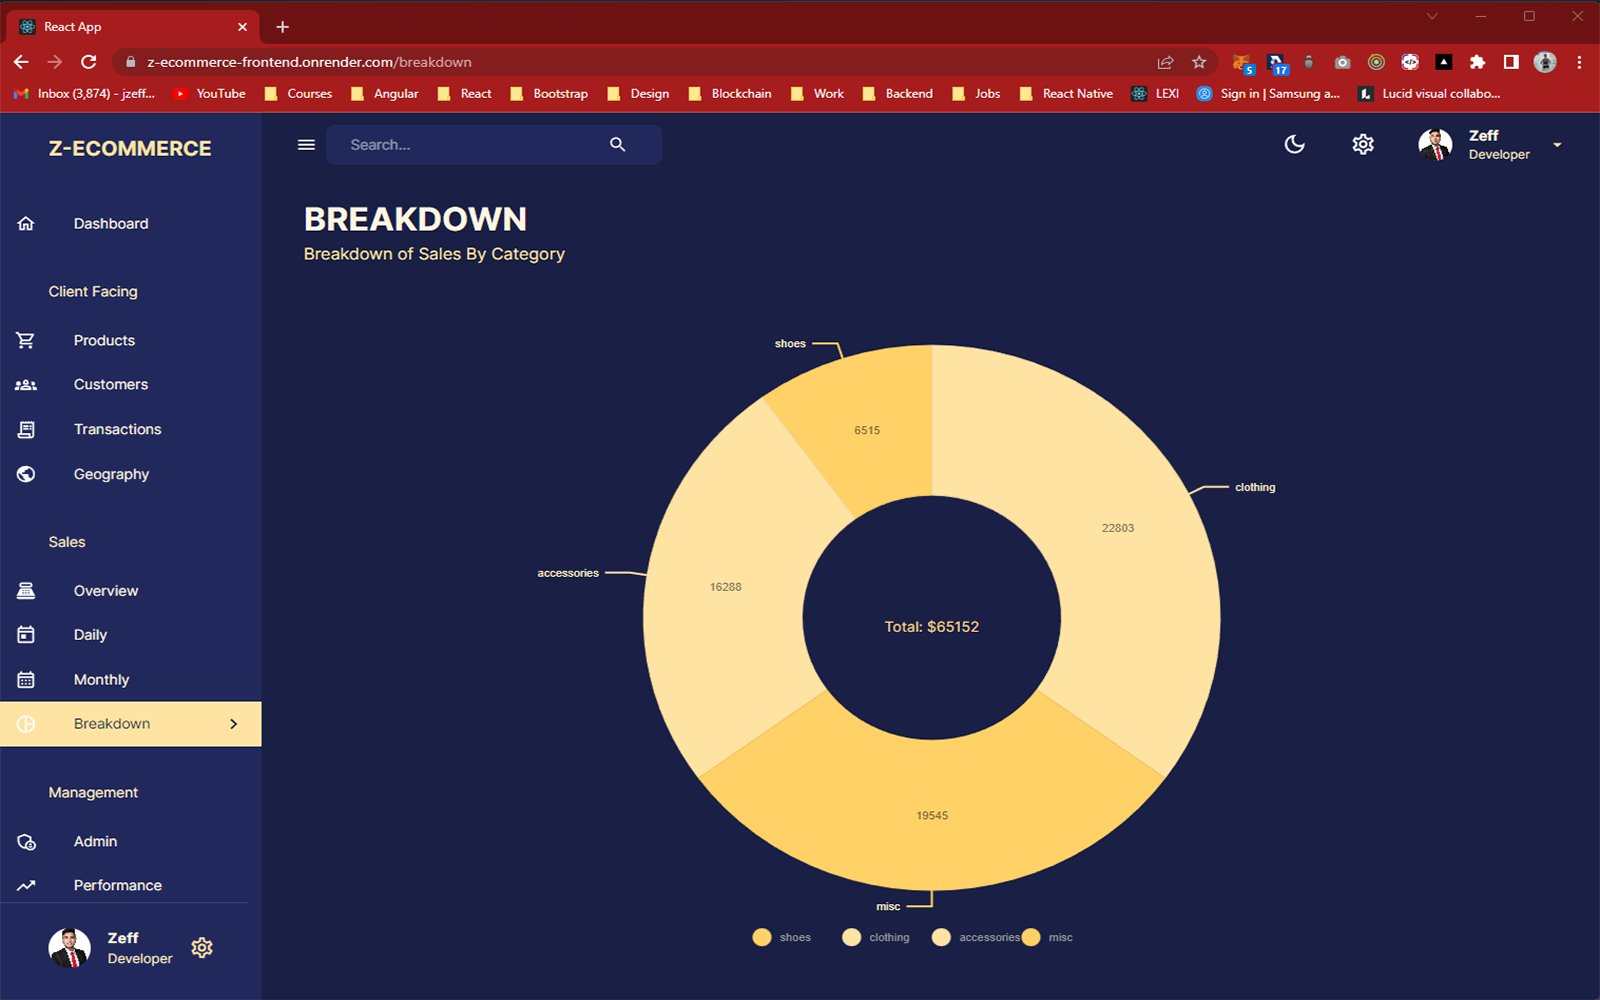 React App
z-ecommerce-frontend.onrender.com/breakdown
5
17
Inbox (3,874) - jzeff...
YouTube
Courses
Angular
React
Bootstrap
Design
Blockchain
Work
Backend
Jobs
React Native
LEXI
Sign in | Samsung a...
Lucid visual collabo...
Z-ECOMMERCE
Search...
Zeff
Developer
Dashboard
Client Facing
Products
Customers
Transactions
Geography
Sales
Overview
Daily
Monthly
Breakdown
Management
Admin
Performance
Zeff
Developer
BREAKDOWN
Breakdown of Sales By Category
shoes
6515
clothing
22803
accessories
16288
Total: $65152
19545
misc
shoes
clothing
accessories
misc